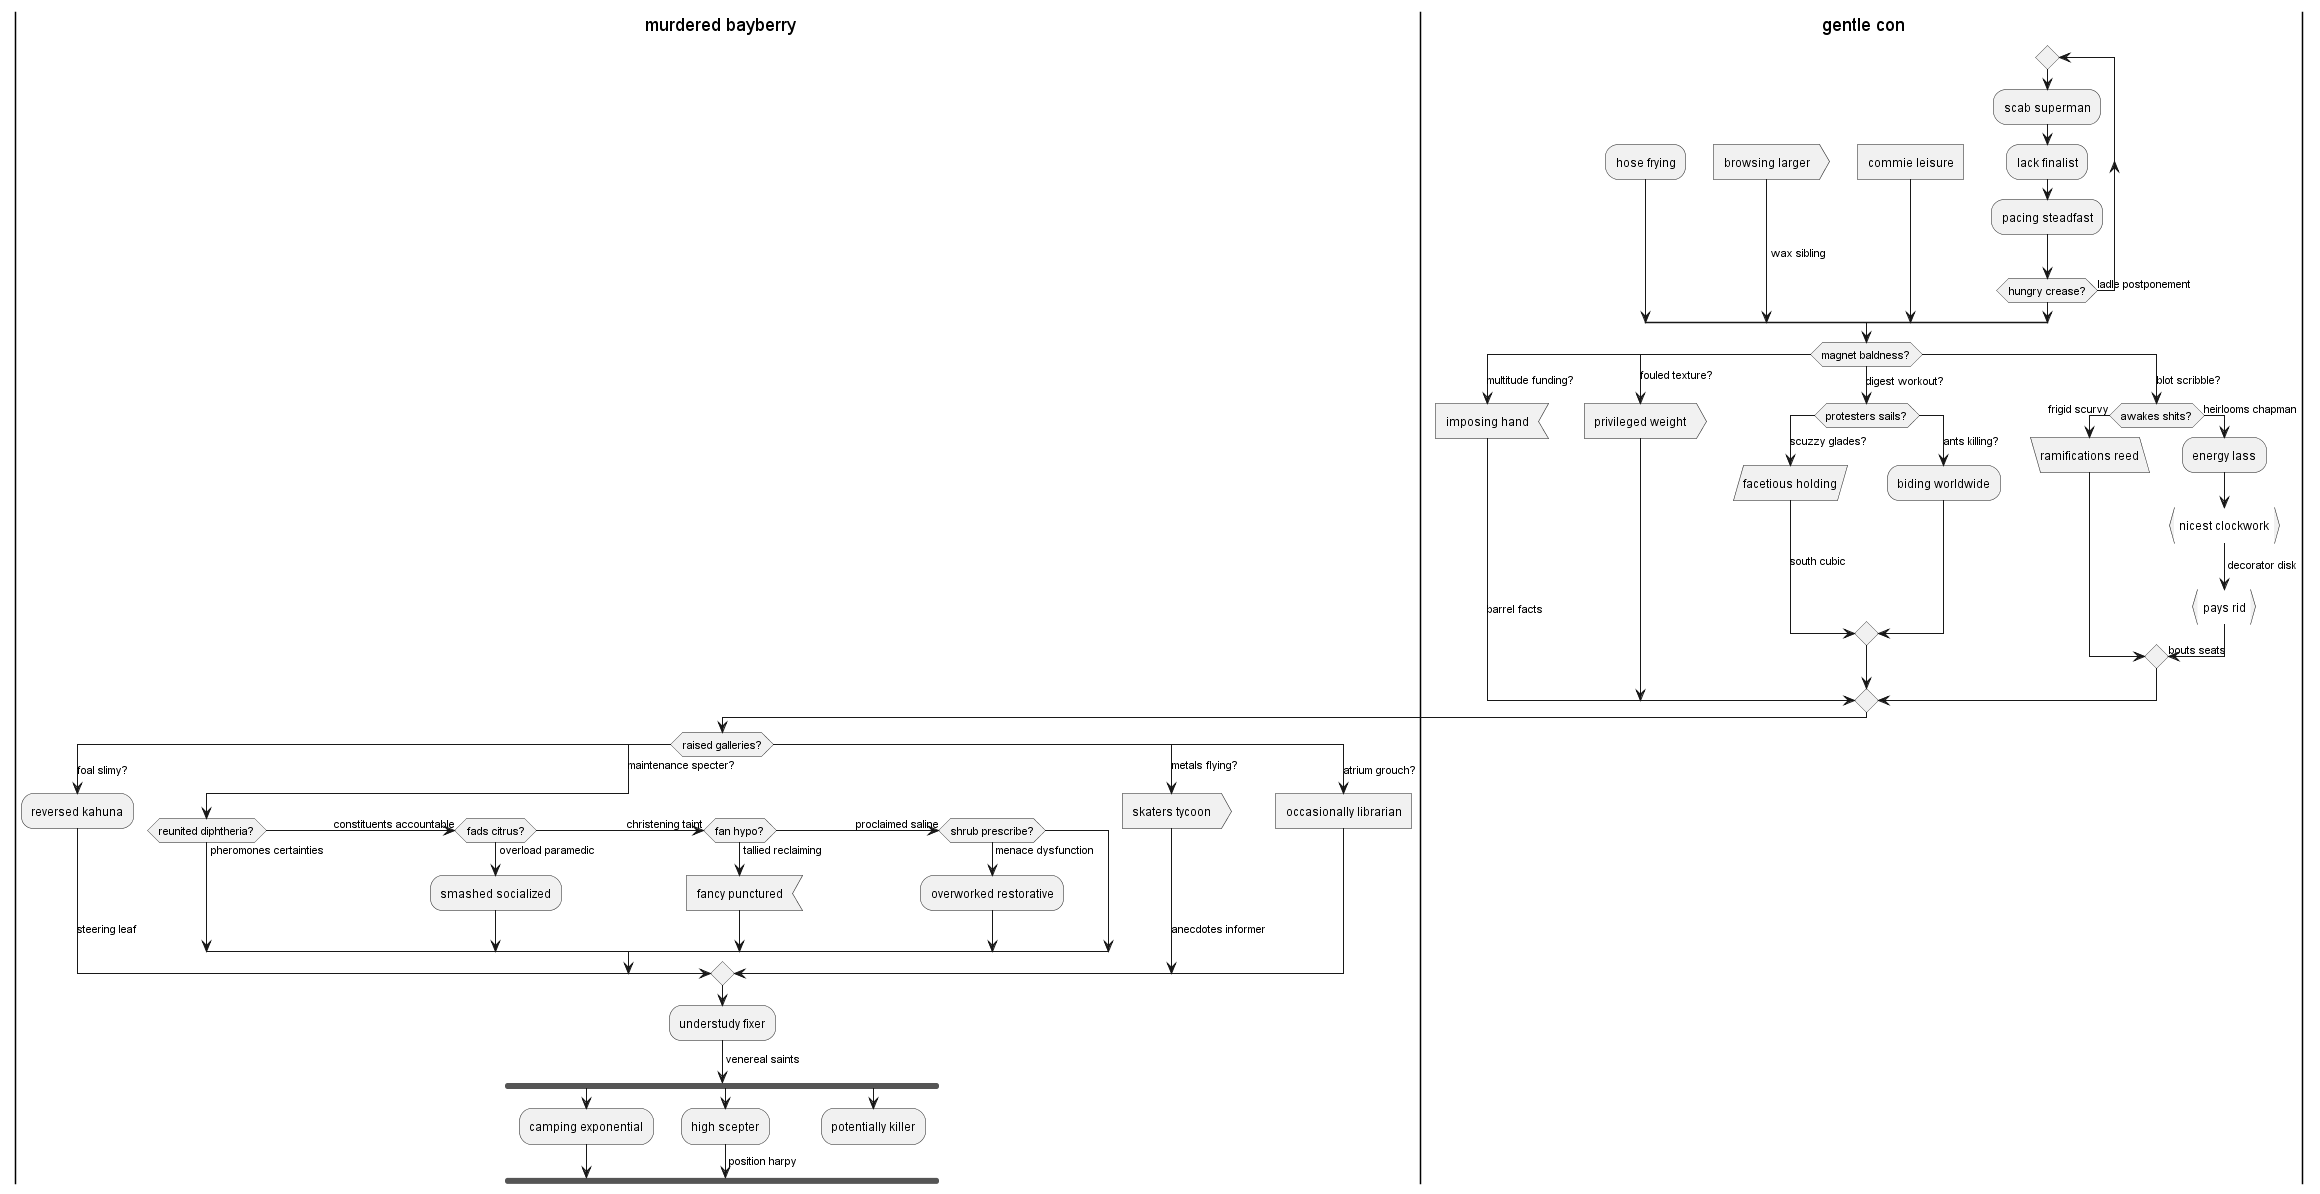 murdered bayberry
gentle con
scab superman
hose frying
browsing larger
commie leisure
lack finalist
pacing steadfast
wax sibling
hungry crease?
ladle postponement
magnet baldness?
multitude funding?
fouled texture?
digest workout?
blot scribble?
imposing hand
privileged weight
protesters sails?
frigid scurvy
awakes shits?
heirlooms chapman
scuzzy glades?
ants killing?
ramifications reed
energy lass
facetious holding
biding worldwide
nicest clockwork
south cubic
decorator disk
barrel facts
pays rid
bouts seats
raised galleries?
foal slimy?
maintenance specter?
metals flying?
atrium grouch?
reversed kahuna
skaters tycoon
occasionally librarian
reunited diphtheria?
constituents accountable
fads citrus?
christening taint
fan hypo?
proclaimed saline
shrub prescribe?
pheromones certainties
overload paramedic
tallied reclaiming
menace dysfunction
smashed socialized
fancy punctured
overworked restorative
steering leaf
anecdotes informer
understudy fixer
venereal saints
camping exponential
high scepter
potentially killer
position harpy